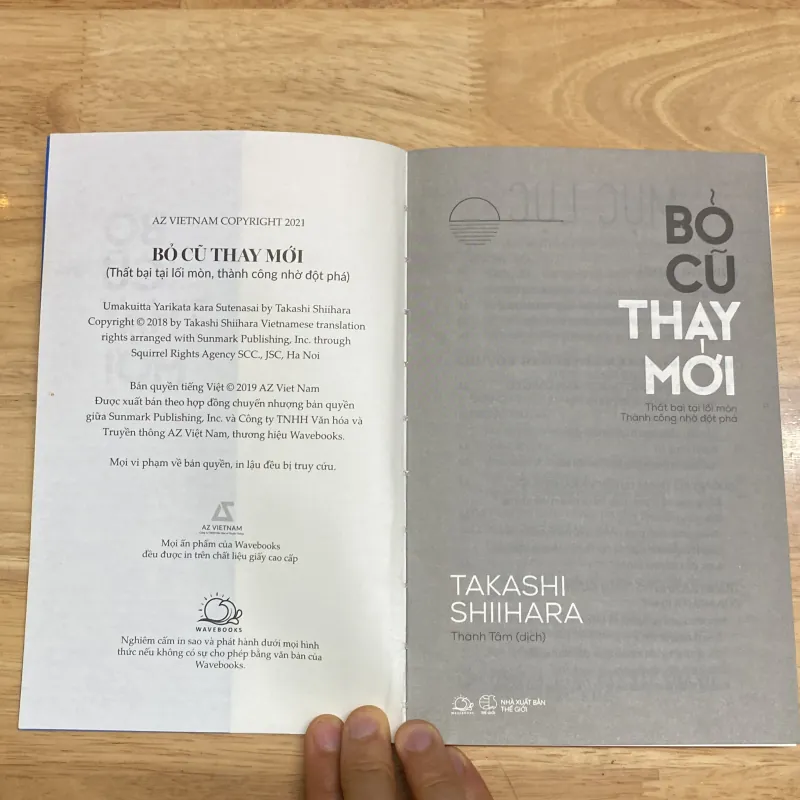 AZ VIETNAM COPYRIGHT 2021
BỎ CŨ THAY MỚI
(Thất bại tại lối mòn, thành công nhờ đột phá)
Umakuitta Yarikata kara Sutenasai by Takashi Shiihara
Copyright © 2018 by Takashi Shiihara Vietnamese translation
rights arranged with Sunmark Publishing, Inc. through
Squirrel Rights Agency SCC., JSC, Ha Noi
Bản quyền tiếng Việt © 2019 AZ Viet Nam
Được xuất bản theo hợp đồng chuyển nhượng bản quyền
giữa Sunmark Publishing, Inc. và Công ty TNHH Văn hóa và
Truyền thông AZ Việt Nam, thương hiệu Wavebooks.
Mọi vi phạm về bản quyền, in lậu đều bị truy cứu.
AZ VIETNAM
Mọi ấn phẩm của Wavebooks
đều được in trên chất liệu giấy cao cấp
WAVEBOOKS
Nghiêm cấm in sao và phát hành dưới mọi hình
thức nếu không có sự cho phép bằng văn bản của
Wavebooks.
BỎ
CŨ
THAY
MỚI
Thất bại tại lối mòn
Thành công nhờ đột phá
TAKASHI
SHIIHARA
Thanh Tâm (dịch)
WAVEBOOKS
THẾ GIỚI
NHÀ XUẤT BẢN
THẾ GIỚI